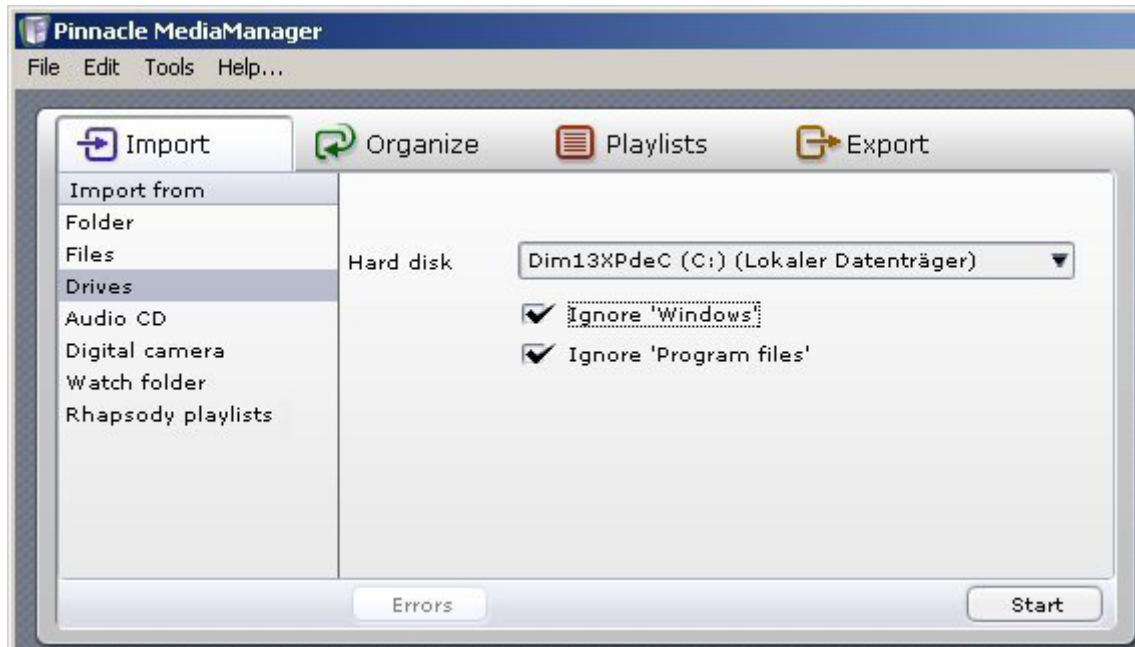 Pinnacle MediaManager
File Edit Tools Help...
Import Organize Playlists Export
Import from
Folder
Files
Drives
Audio CD
Digital camera
Watch folder
Rhapsody playlists
Hard disk Dim13XPdeC (C:) (Lokaler Datenträger)
Ignore 'Windows'
Ignore 'Program files'
Errors Start